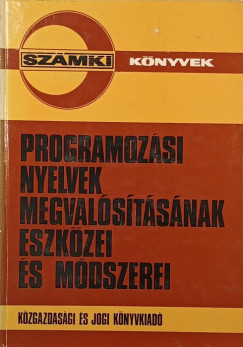 SZÁMKI KÖNYVEK
PROGRAMOZÁSI
NYELVEK
MEGVALÓSÍTÁSÁNAK
ESZKÖZEI
ÉS MÓDSZEREI
KÖZGAZDASÁGI ÉS JOGI KÖNYVKIADÓ